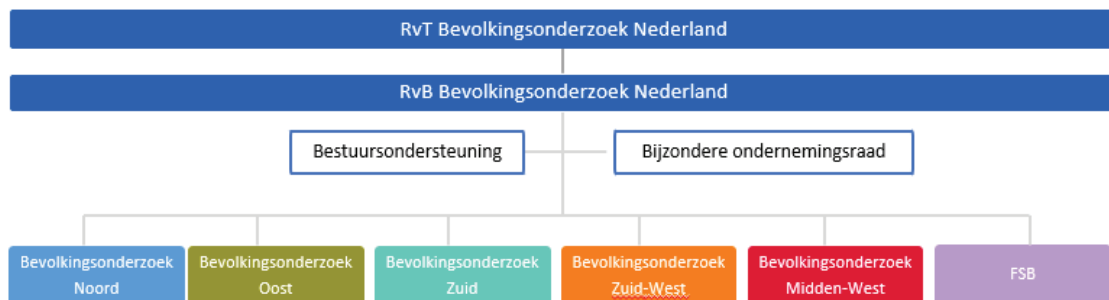 RvT Bevolkingsonderzoek Nederland
RvB Bevolkingsonderzoek Nederland
Bestuursondersteuning
Bijzondere ondernemingsraad
Bevolkingsonderzoek
Noord
Bevolkingsonderzoek
Oost
Bevolkingsonderzoek
Zuid
Bevolkingsonderzoek
Zuid-West
Bevolkingsonderzoek
Midden-West
FSB